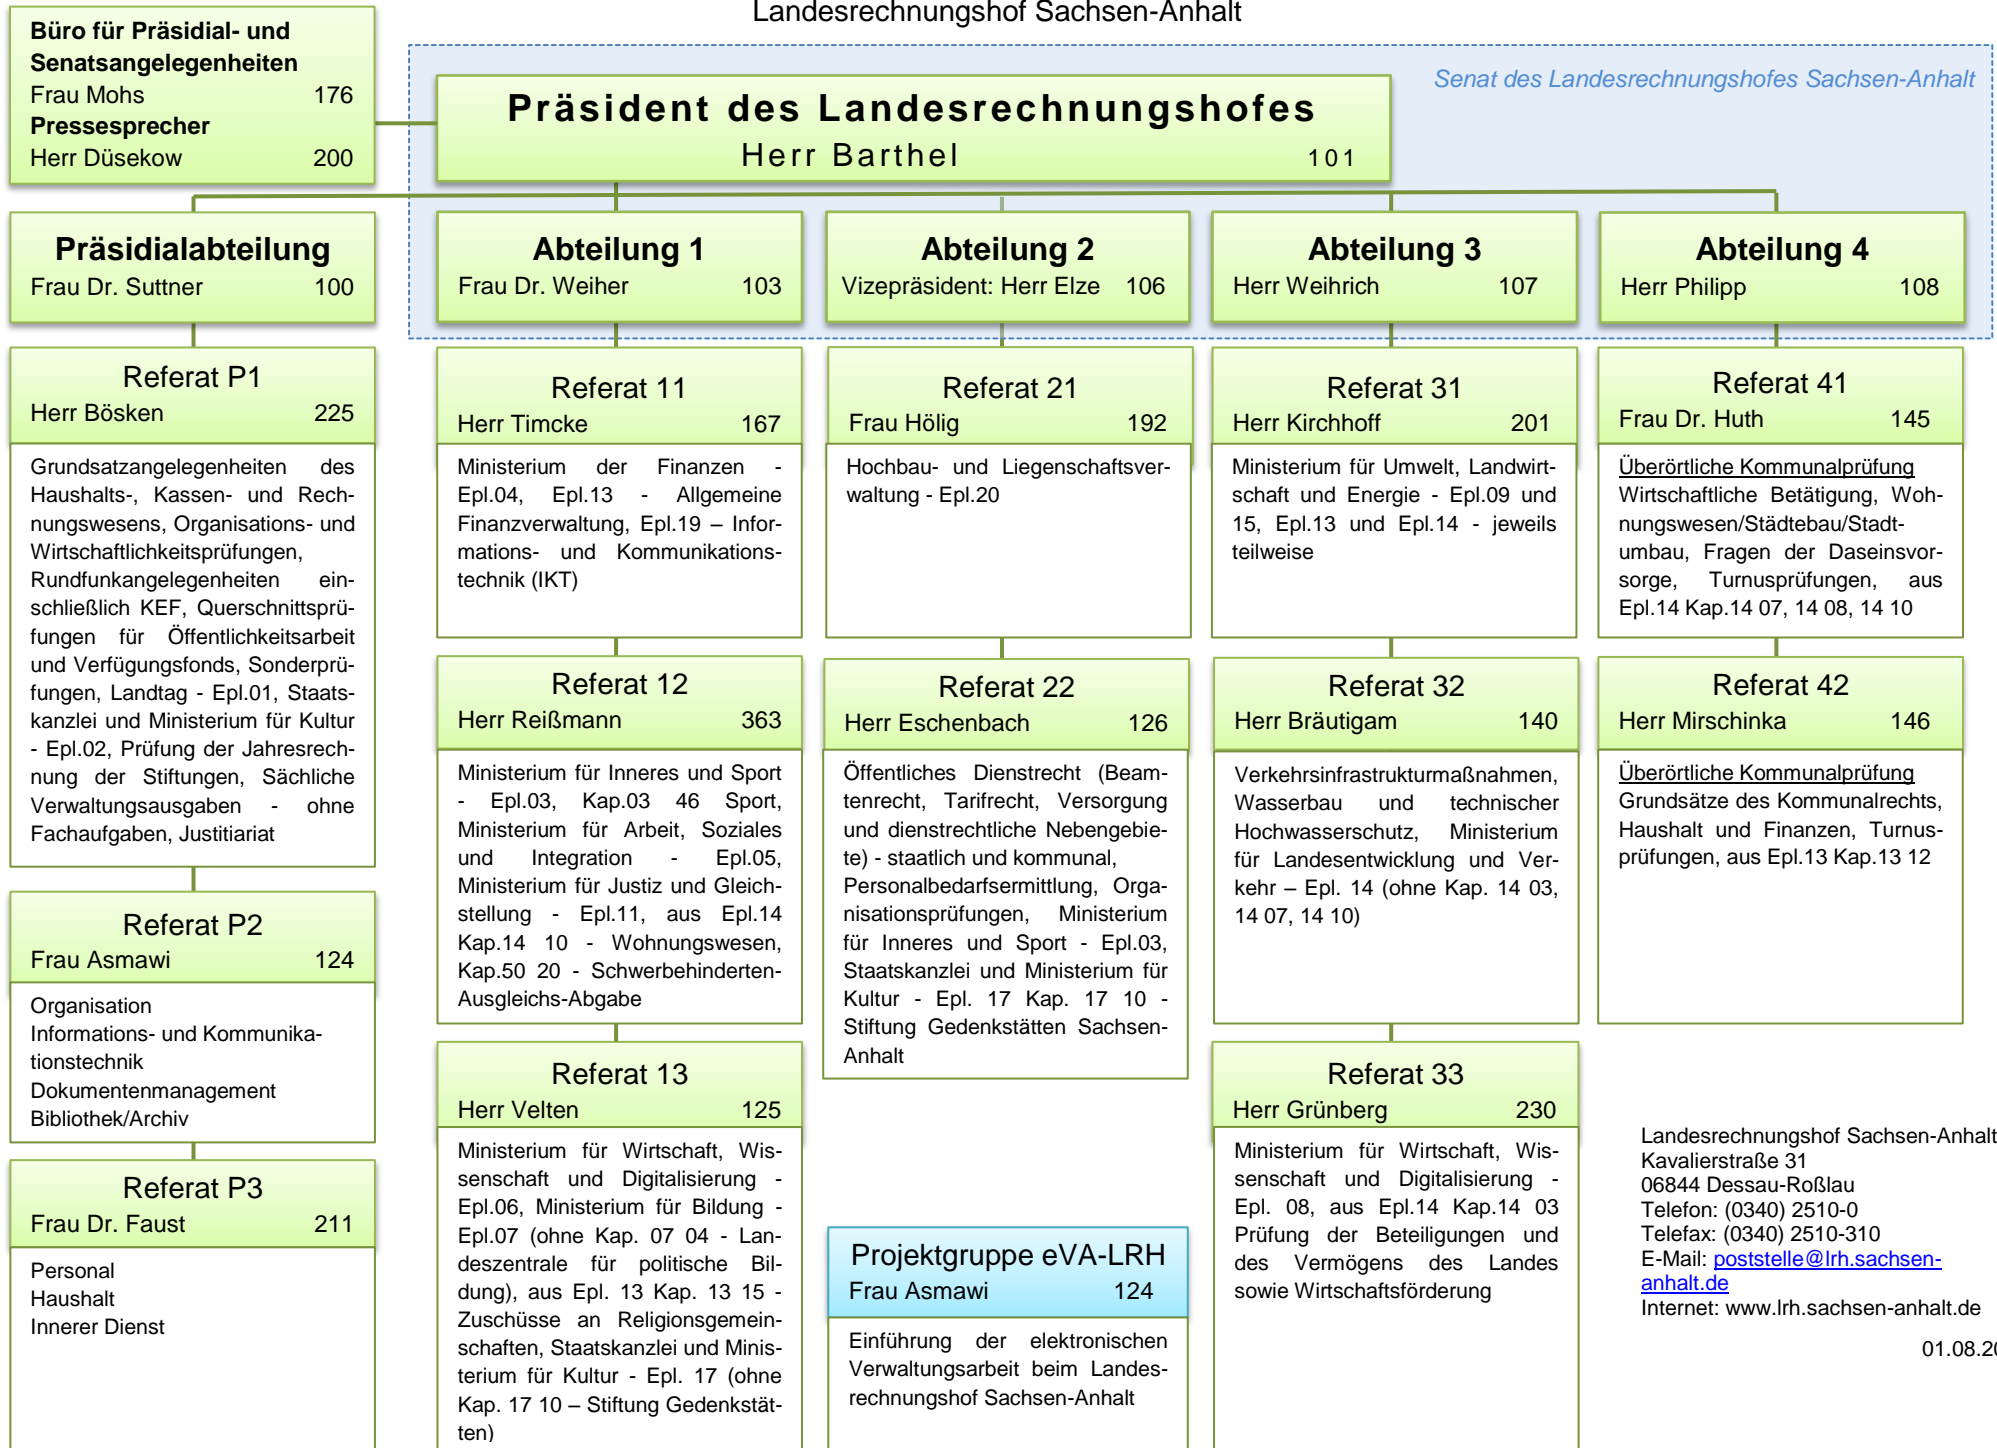 Landesrechnungshof Sachsen-Anhalt
Büro für Präsidial- und
Senatsangelegenheiten
Frau Mohs 176
Pressesprecher
Herr Düsekow 200
Senat des Landesrechnungshofes Sachsen-Anhalt
Präsident des Landesrechnungshofes
Herr Barthel 101
Präsidialabteilung
Frau Dr. Suttner 100
Abteilung 1
Frau Dr. Weiher 103
Abteilung 2
Vizepräsident: Herr Elze 106
Abteilung 3
Herr Weihrich 107
Abteilung 4
Herr Philipp 108
Referat P1
Herr Bösken 225
Grundsatzangelegenheiten des
Haushalts-, Kassen- und Rech-
nungswesens, Organisations- und
Wirtschaftlichkeitsprüfungen,
Rundfunkangelegenheiten ein-
schließlich KEF, Querschnittsprü-
fungen für Öffentlichkeitsarbeit
und Verfügungsfonds, Sonderprü-
fungen, Landtag - Epl.01, Staats-
kanzlei und Ministerium für Kultur
- Epl.02, Prüfung der Jahresrech-
nung der Stiftungen, Sächliche
Verwaltungsausgaben - ohne
Fachaufgaben, Justitiariat
Referat P2
Frau Asmawi 124
Organisation
Informations- und Kommunika-
tionstechnik
Dokumentenmanagement
Bibliothek/Archiv
Referat P3
Frau Dr. Faust 211
Personal
Haushalt
Innerer Dienst
Referat 11
Herr Timcke 167
Ministerium der Finanzen -
Epl.04, Epl.13 - Allgemeine
Finanzverwaltung, Epl.19 – Infor-
mations- und Kommunikations-
technik (IKT)
Referat 12
Herr Reißmann 363
Ministerium für Inneres und Sport
- Epl.03, Kap.03 46 Sport,
Ministerium für Arbeit, Soziales
und Integration - Epl.05,
Ministerium für Justiz und Gleich-
stellung - Epl.11, aus Epl.14
Kap.14 10 - Wohnungswesen,
Kap.50 20 - Schwerbehinderten-
Ausgleichs-Abgabe
Referat 13
Herr Velten 125
Ministerium für Wirtschaft, Wis-
senschaft und Digitalisierung -
Epl.06, Ministerium für Bildung -
Epl.07 (ohne Kap. 07 04 - Lan-
deszentrale für politische Bil-
dung), aus Epl. 13 Kap. 13 15 -
Zuschüsse an Religionsgemein-
schaften, Staatskanzlei und Minis-
terium für Kultur - Epl. 17 (ohne
Kap. 17 10 – Stiftung Gedenkstät-
ten)
Referat 21
Frau Hölig 192
Hochbau- und Liegenschaftsver-
waltung - Epl.20
Referat 22
Herr Eschenbach 126
Öffentliches Dienstrecht (Beam-
tenrecht, Tarifrecht, Versorgung
und dienstrechtliche Nebengebie-
te) - staatlich und kommunal,
Personalbedarfsermittlung, Orga-
nisationsprüfungen, Ministerium
für Inneres und Sport - Epl.03,
Staatskanzlei und Ministerium für
Kultur - Epl. 17 Kap. 17 10 -
Stiftung Gedenkstätten Sachsen-
Anhalt
Projektgruppe eVA-LRH
Frau Asmawi 124
Einführung der elektronischen
Verwaltungsarbeit beim Landes-
rechnungshof Sachsen-Anhalt
Referat 31
Herr Kirchhoff 201
Ministerium für Umwelt, Landwirt-
schaft und Energie - Epl.09 und
15, Epl.13 und Epl.14 - jeweils
teilweise
Referat 32
Herr Bräutigam 140
Verkehrsinfrastrukturmaßnahmen,
Wasserbau und technischer
Hochwasserschutz, Ministerium
für Landesentwicklung und Ver-
kehr – Epl. 14 (ohne Kap. 14 03,
14 07, 14 10)
Referat 33
Herr Grünberg 230
Ministerium für Wirtschaft, Wis-
senschaft und Digitalisierung -
Epl. 08, aus Epl.14 Kap.14 03
Prüfung der Beteiligungen und
des Vermögens des Landes
sowie Wirtschaftsförderung
Referat 41
Frau Dr. Huth 145
Überörtliche Kommunalprüfung
Wirtschaftliche Betätigung, Woh-
nungswesen/Städtebau/Stadt-
umbau, Fragen der Daseinsvor-
sorge, Turnusprüfungen, aus
Epl.14 Kap.14 07, 14 08, 14 10
Referat 42
Herr Mirschinka 146
Überörtliche Kommunalprüfung
Grundsätze des Kommunalrechts,
Haushalt und Finanzen, Turnus-
prüfungen, aus Epl.13 Kap.13 12
Landesrechnungshof Sachsen-Anhalt
Kavalierstraße 31
06844 Dessau-Roßlau
Telefon: (0340) 2510-0
Telefax: (0340) 2510-310
E-Mail: poststelle@lrh.sachsen-
anhalt.de
Internet: www.lrh.sachsen-anhalt.de
01.08.20